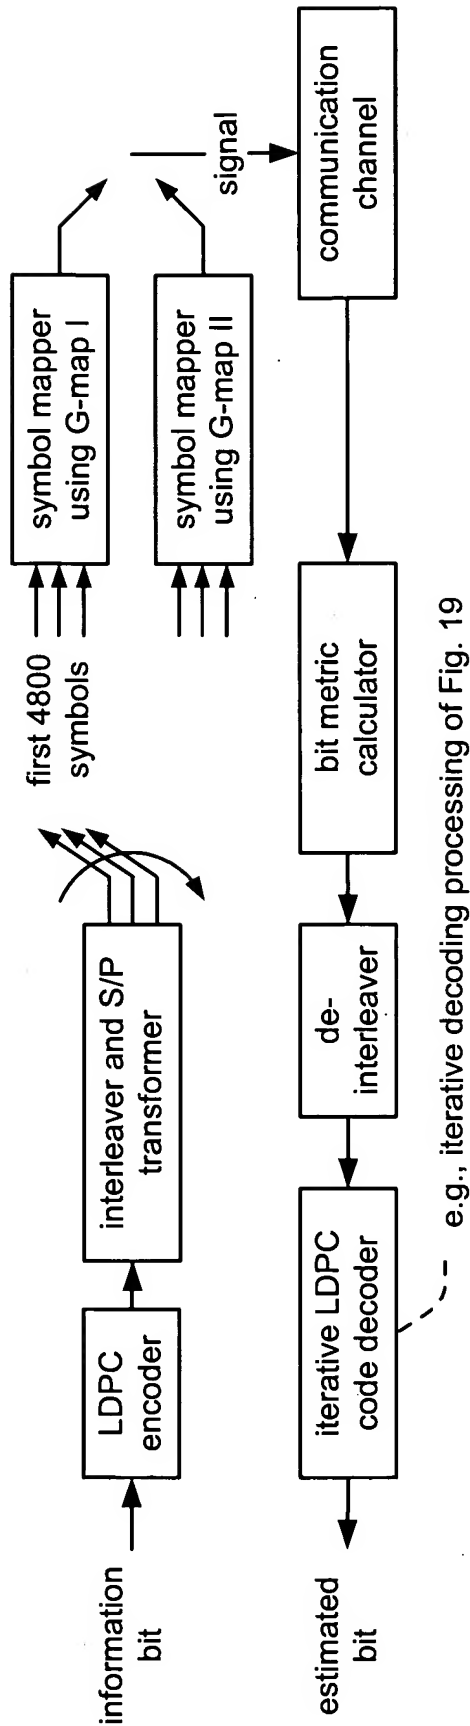 information
bit
LDPC
encoder
interleaver and S/P
transformer
first 4800
symbols
symbol mapper
using G-map I
symbol mapper
using G-map II
signal
communication
channel
bit metric
calculator
de-
interleaver
iterative LDPC
code decoder
estimated
bit
e.g., iterative decoding processing of Fig. 19